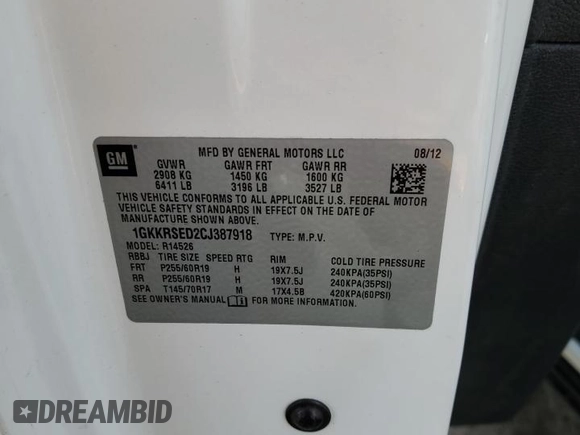 GM
MFD BY GENERAL MOTORS LLC 08/12
GVWR GAWR FRT GAWR RR
2908 KG 1450 KG 1600 KG
6411 LB 3196 LB 3527 LB
THIS VEHICLE CONFORMS TO ALL APPLICABLE U.S. FEDERAL MOTOR
VEHICLE SAFETY STANDARDS IN EFFECT ON THE DATE OF
MANUFACTURE SHOWN ABOVE.
1GKKRSED2CJ387918 TYPE: M.P.V.
MODEL: R14526
RBBJ TIRE SIZE SPEED RTG RIM COLD TIRE PRESSURE
FRT P255/60R19 H 19X7.5J 240KPA(35PSI)
RR P255/60R19 H 19X7.5J 240KPA(35PSI)
SPA T145/70R17 M 17X4.5B 420KPA(60PSI)
SEE OWNER'S MANUAL FOR MORE INFORMATION.
DREAMBID